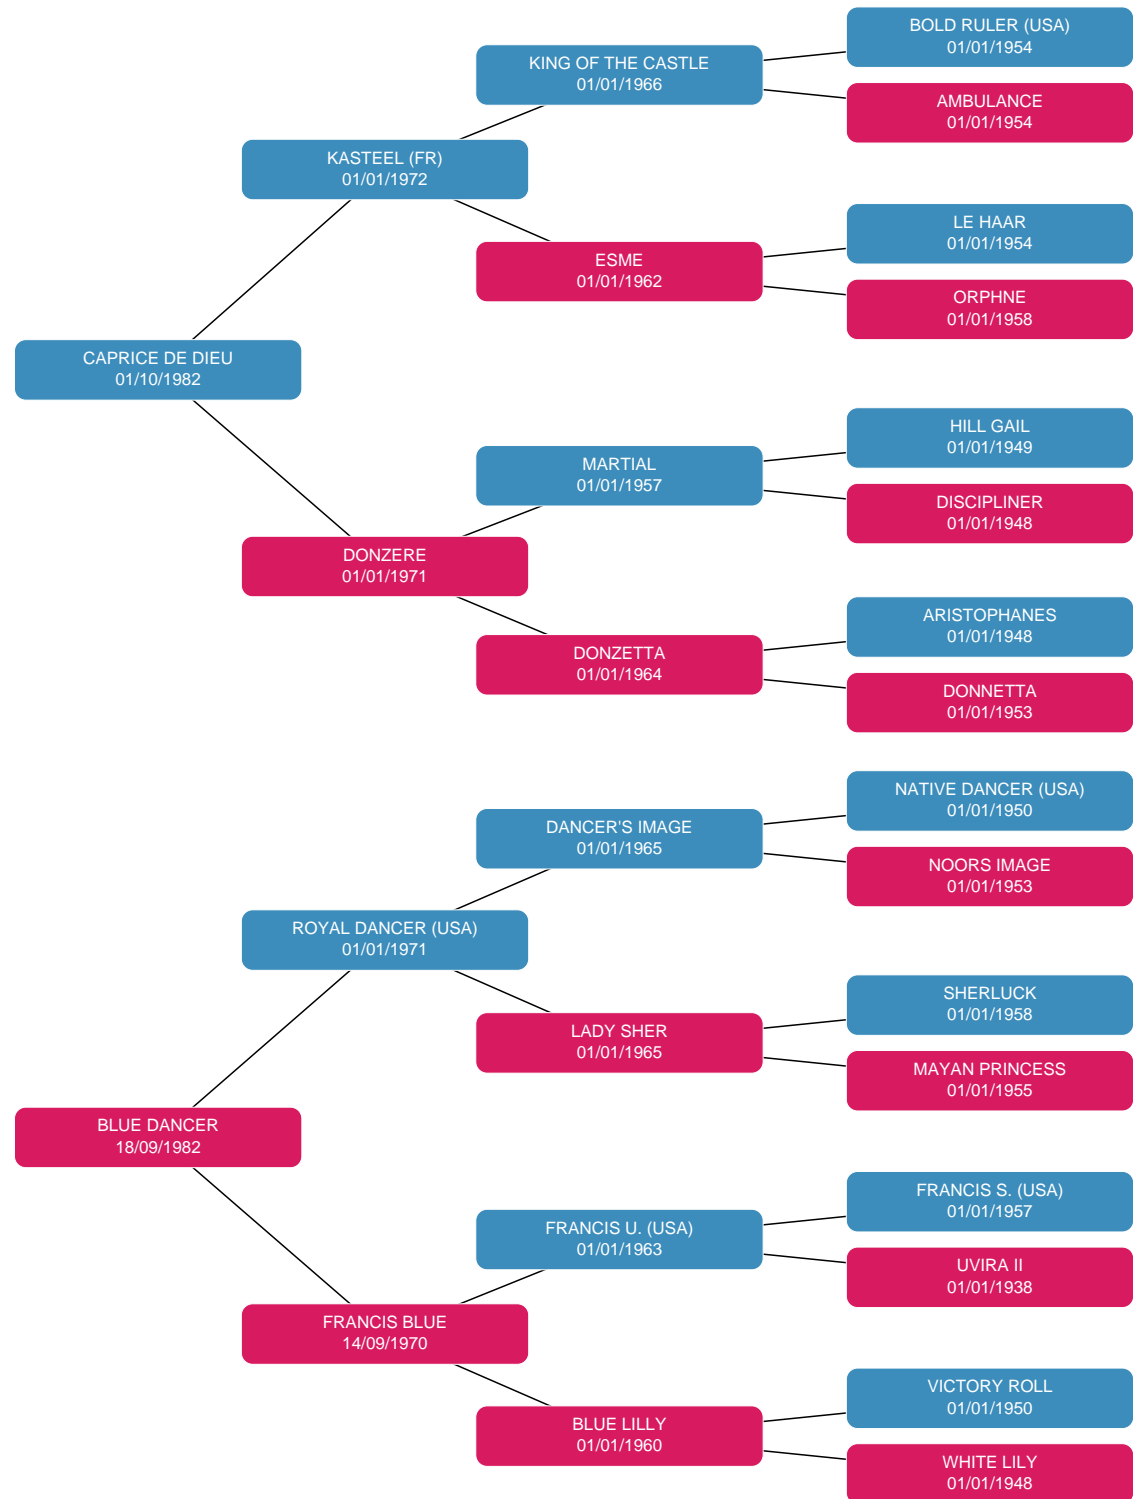 BOLD RULER (USA)
01/01/1954
KING OF THE CASTLE
01/01/1966
AMBULANCE
01/01/1954
KASTEEL (FR)
01/01/1972
LE HAAR
01/01/1954
ESME
01/01/1962
ORPHNE
01/01/1958
CAPRICE DE DIEU
01/10/1982
HILL GAIL
01/01/1949
MARTIAL
01/01/1957
DISCIPLINER
01/01/1948
DONZERE
01/01/1971
ARISTOPHANES
01/01/1948
DONZETTA
01/01/1964
DONNETTA
01/01/1953
NATIVE DANCER (USA)
01/01/1950
DANCER'S IMAGE
01/01/1965
NOORS IMAGE
01/01/1953
ROYAL DANCER (USA)
01/01/1971
SHERLUCK
01/01/1958
LADY SHER
01/01/1965
MAYAN PRINCESS
01/01/1955
BLUE DANCER
18/09/1982
FRANCIS S. (USA)
01/01/1957
FRANCIS U. (USA)
01/01/1963
UVIRA II
01/01/1938
FRANCIS BLUE
14/09/1970
VICTORY ROLL
01/01/1950
BLUE LILLY
01/01/1960
WHITE LILY
01/01/1948